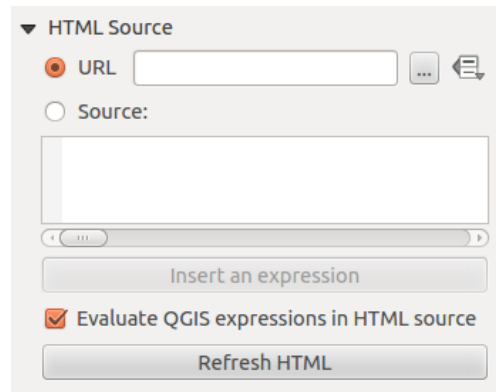 HTML Source
URL ...
Source:
Insert an expression
Evaluate QGIS expressions in HTML source
Refresh HTML